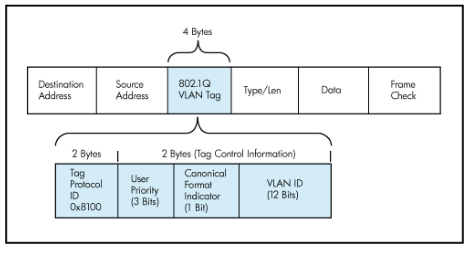 4 Bytes
Destination
Address
Source
Address
802.1Q
VLAN Tag
Type/Len
Data
Frame
Check
2 Bytes
2 Bytes (Tag Control Information)
Tag
Protocol
ID
0x8100
User
Priority
(3 Bits)
Canonical
Format
Indicator
(1 Bit)
VLAN ID
(12 Bits)